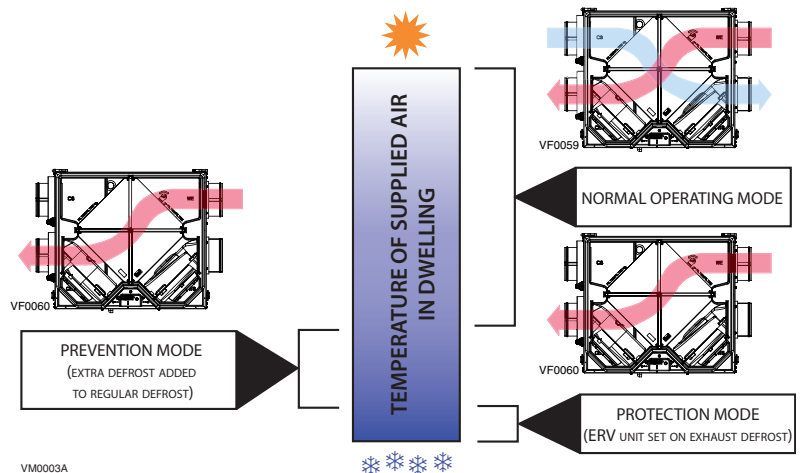 VF0059
NORMAL OPERATING MODE
TEMPERATURE OF SUPPLIED AIR
IN DWELLING
VF0060
PREVENTION MODE
(EXTRA DEFROST ADDED
TO REGULAR DEFROST)
VF0060
PROTECTION MODE
(ERV UNIT SET ON EXHAUST DEFROST)
VM0003A